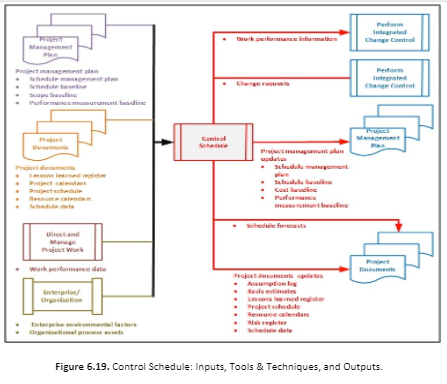 Project
Management
Plan
Project management plan
• Schedule management plan
• Schedule baseline
• Scope baseline
• Performance measurement baseline
Project
Documents
Project documents
• Lessons learned register
• Project calendars
• Project schedule
• Resource calendars
• Schedule data
Direct and
Manage
Project Work
• Work performance data
Enterprise/
Organization
• Enterprise environmental factors
• Organizational process assets
Control
Schedule
• Work performance information
Perform
Integrated
Change Control
• Change requests
Perform
Integrated
Change Control
Project management plan
updates
• Schedule management
plan
• Schedule baseline
• Cost baseline
• Performance
measurement baseline
Project
Management
Plan
• Schedule forecasts
Project documents updates
• Assumption log
• Basis estimates
• Lessons learned register
• Project schedule
• Resource calendars
• Risk register
• Schedule data
Project
Documents
Figure 6.19. Control Schedule: Inputs, Tools & Techniques, and Outputs.